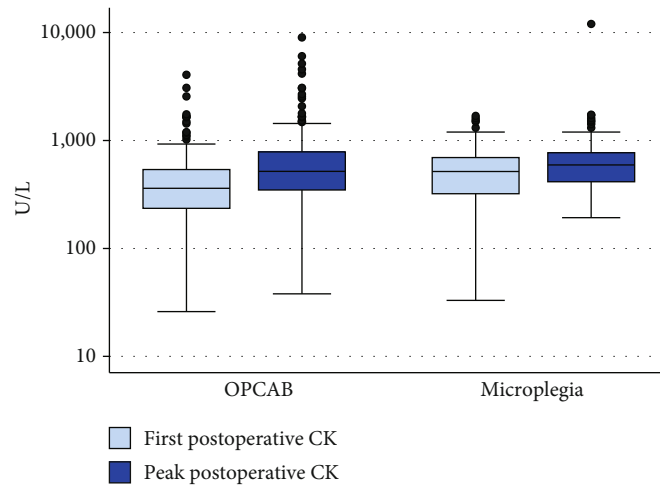 10,000
1,000
100
10
U/L
OPCAB
Microplegia
First postoperative CK
Peak postoperative CK